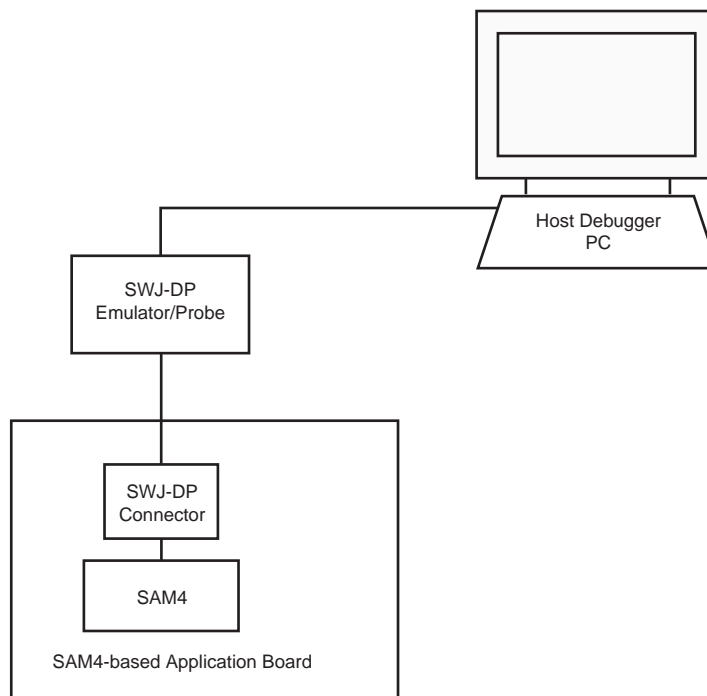 Host Debugger
PC
SWJ-DP
Emulator/Probe
SWJ-DP
Connector
SAM4
SAM4-based Application Board